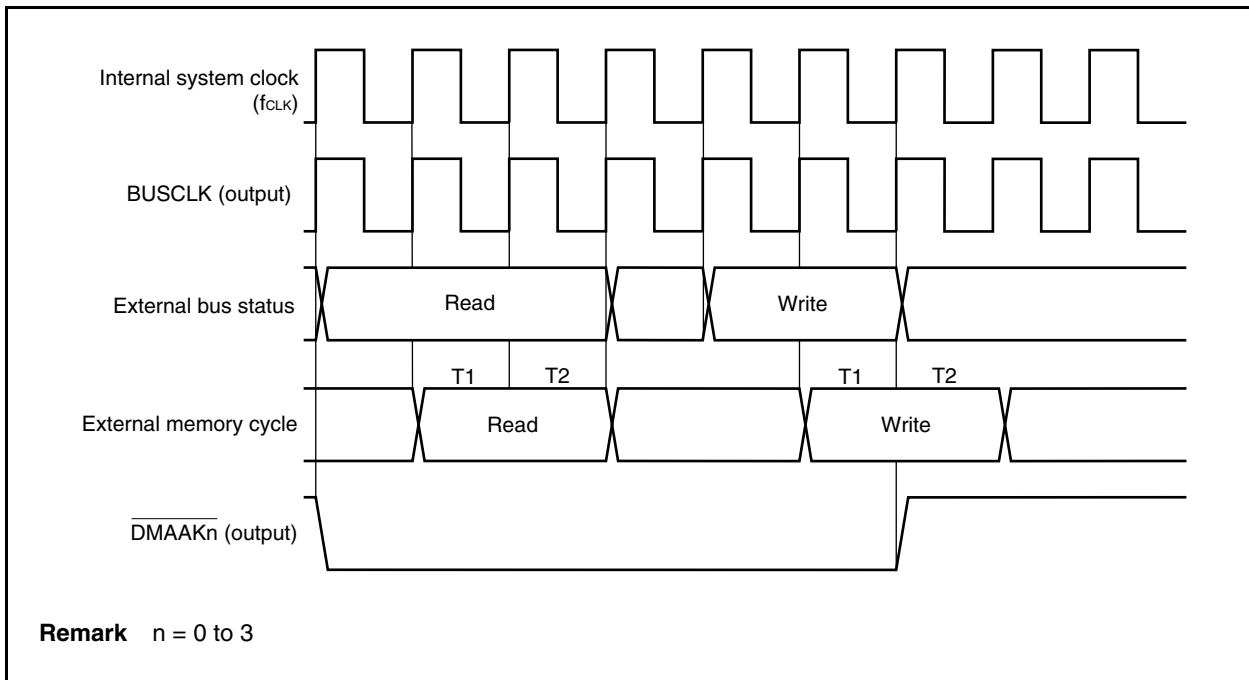 Internal system clock
(fCLK)
BUSCLK (output)
External bus status
Read
Write
T1
T2
T1
T2
External memory cycle
Read
Write
DMAAKn (output)
Remark n = 0 to 3